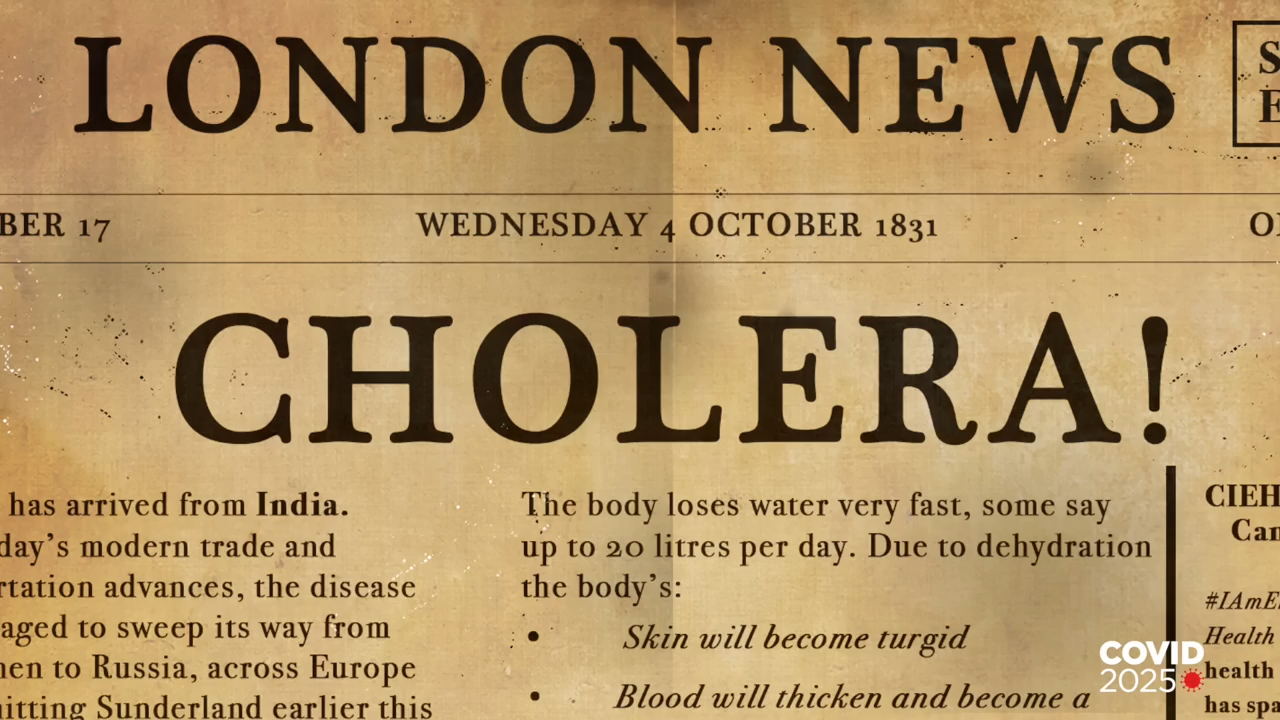 LONDON NEWS
S
E
BER 17
WEDNESDAY 4 OCTOBER 1831
O
CHOLERA!
has arrived from India.
day's modern trade and
rtation advances, the disease
aged to sweep its way from
hen to Russia, across Europe
itting Sunderland earlier this
The body loses water very fast, some say
up to 20 litres per day. Due to dehydration
the body's:
• Skin will become turgid
• Blood will thicken and become a
CIEH
Can
#IAmE
Health
health
has spa
COVID
2025